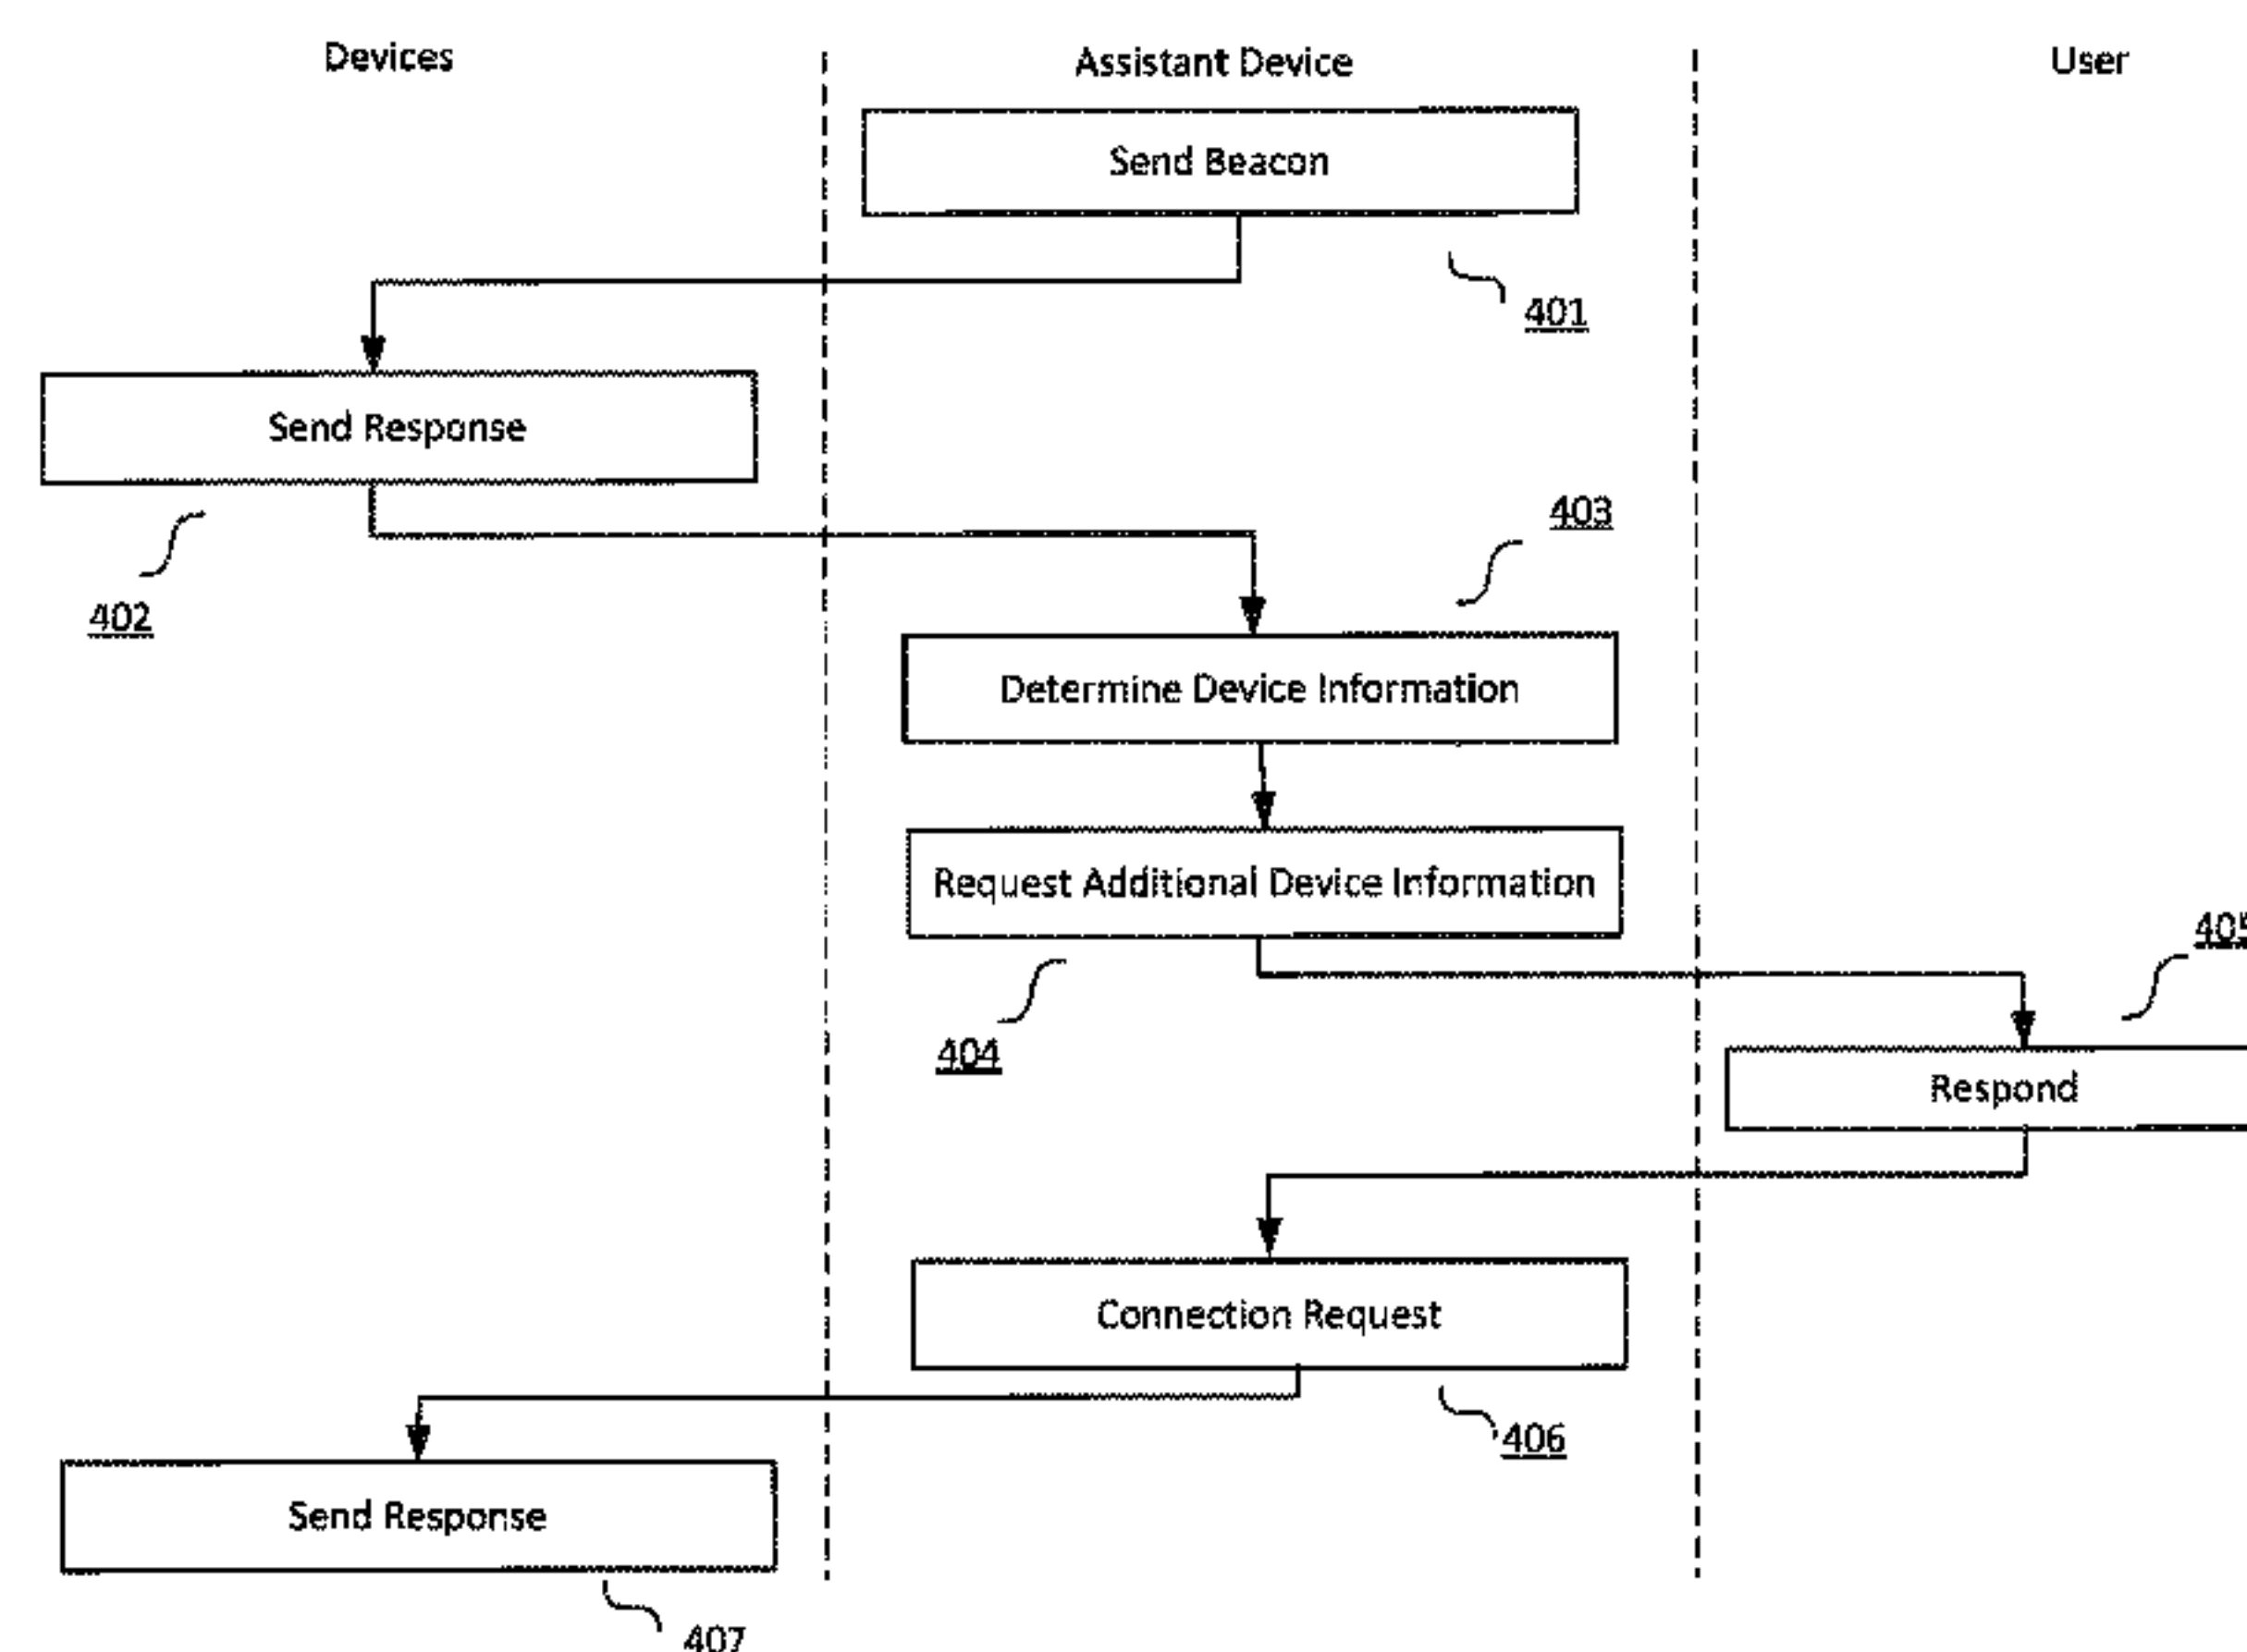 Devices
Assistant Device
User
Send Beacon
401
Send Response
402
403
Determine Device Information
Request Additional Device Information
404
405
Respond
Connection Request
406
Send Response
407